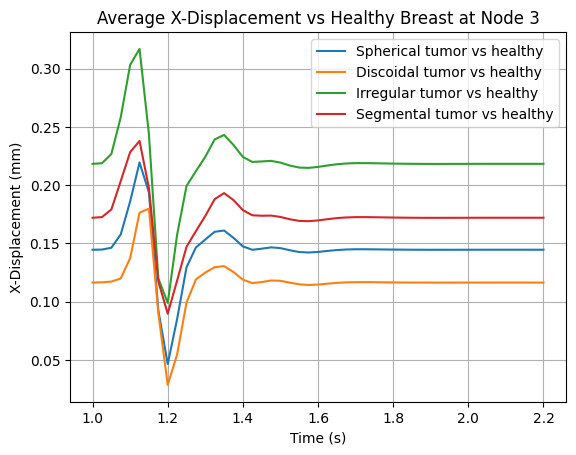 Average X-Displacement vs Healthy Breast at Node 3
Spherical tumor vs healthy
Discoidal tumor vs healthy
Irregular tumor vs healthy
Segmental tumor vs healthy
X-Displacement (mm)
0.30
0.25
0.20
0.15
0.10
0.05
1.0 1.2 1.4 1.6 1.8 2.0 2.2
Time (s)